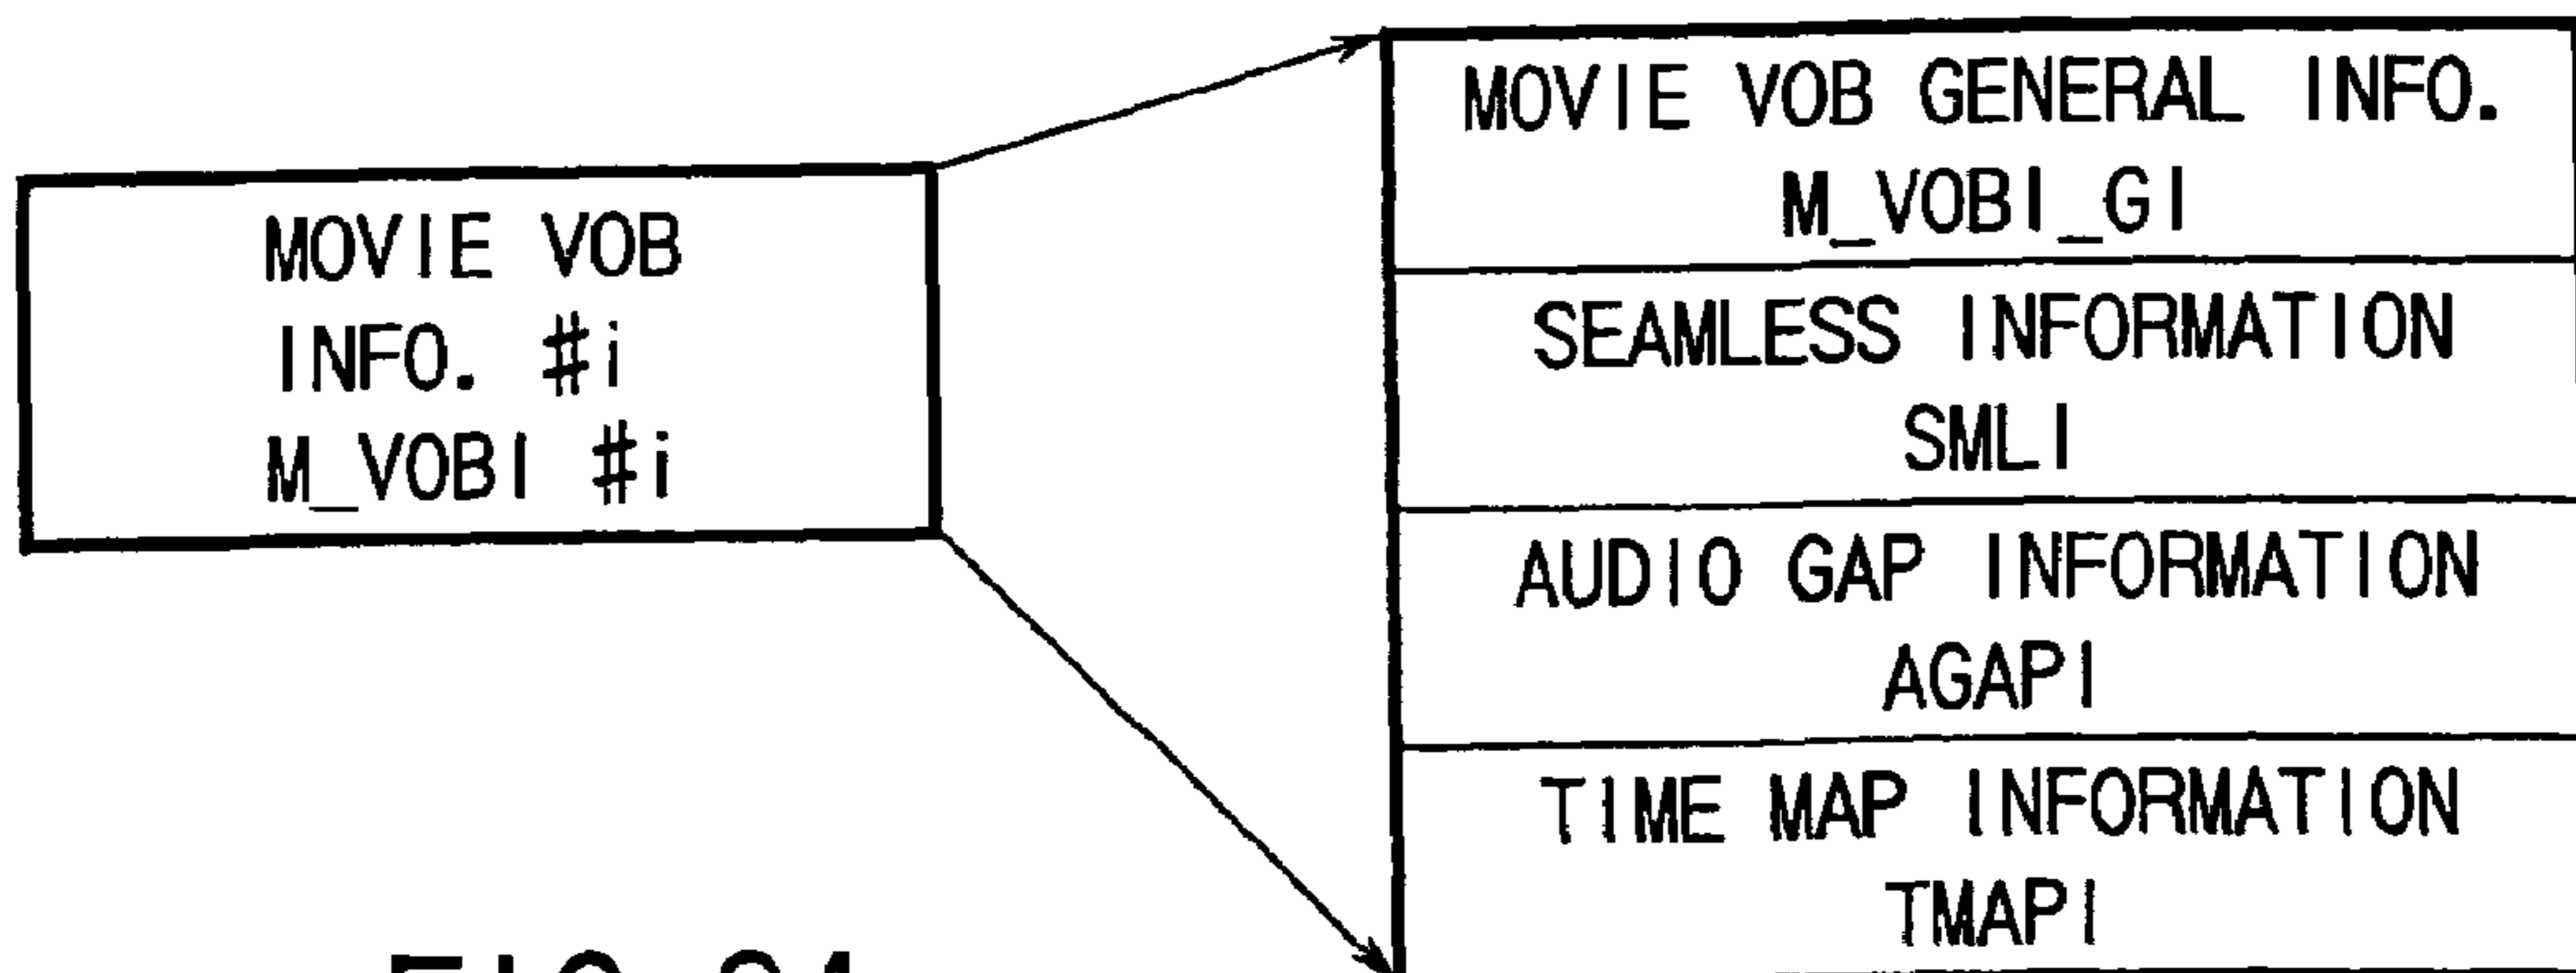 MOVIE VOB
INFO. #i
M_VOBI #i
MOVIE VOB GENERAL INFO.
M_VOBI_GI
SEAMLESS INFORMATION
SMLI
AUDIO GAP INFORMATION
AGAPI
TIME MAP INFORMATION
TMAPI